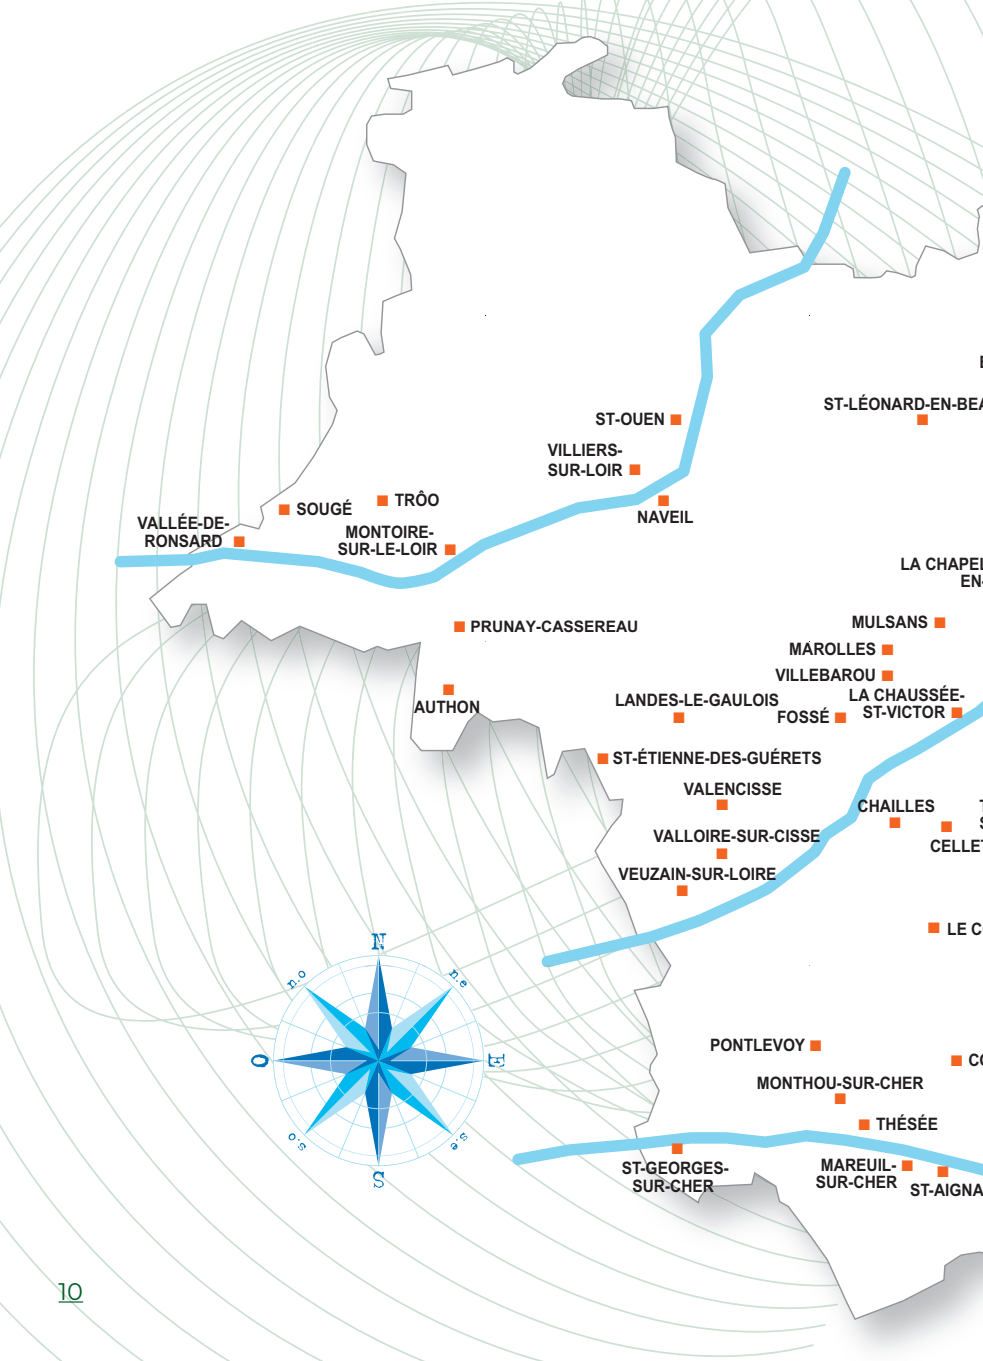 ST-LÉONARD-EN-BEA
ST-OUEN
VILLIERS-
SUR-LOIR
NAVEIL
TRÔO
SOUGÉ
VALLÉE-DE-
RONSARD
MONTOIRE-
SUR-LE-LOIR
LA CHAPEL
EN-
PRUNAY-CASSEREAU
MULSANS
MAROLLES
VILLEBAROU
LA CHAUSSÉE-
ST-VICTOR
LANDES-LE-GAULOIS
FOSSÉ
AUTHON
ST-ÉTIENNE-DES-GUÉRETS
VALENCISSE
CHAILLES
VALLOIRE-SUR-CISSE
CELLET
VEUZAIN-SUR-LOIRE
LE C
N
n.o
n.e
O
E
s.o
s.e
S
PONTLEVOY
CO
MONTHOU-SUR-CHER
THÉSÉE
ST-GEORGES-
SUR-CHER
MAREUIL-
SUR-CHER
ST-AIGNA
10